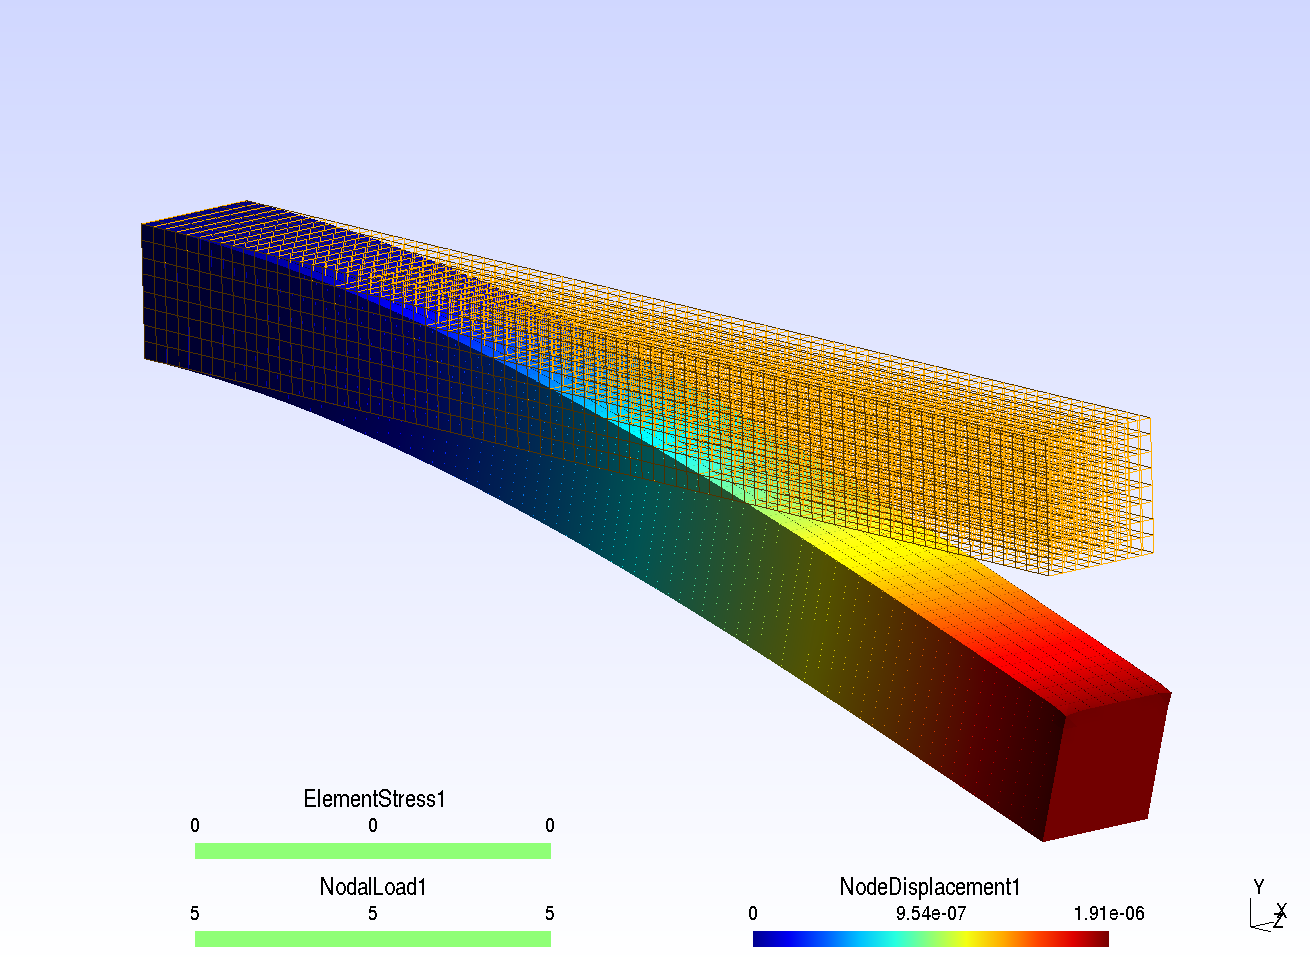 ElementStress1
0 0 0
NodalLoad1
5 5 5
NodeDisplacement1
0 9.54e-07 1.91e-06
Y
X
Z